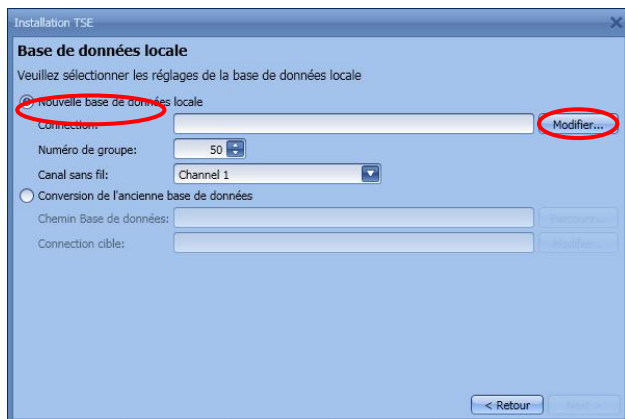 Installation TSE
Base de données locale
Veuillez sélectionner les réglages de la base de données locale
Nouvelle base de données locale
Connection:
Modifier...
Numéro de groupe:
50
Canal sans fil:
Channel 1
Conversion de l'ancienne base de données
Chemin Base de données:
Parcourir...
Connection cible:
Modifier...
< Retour
Next >